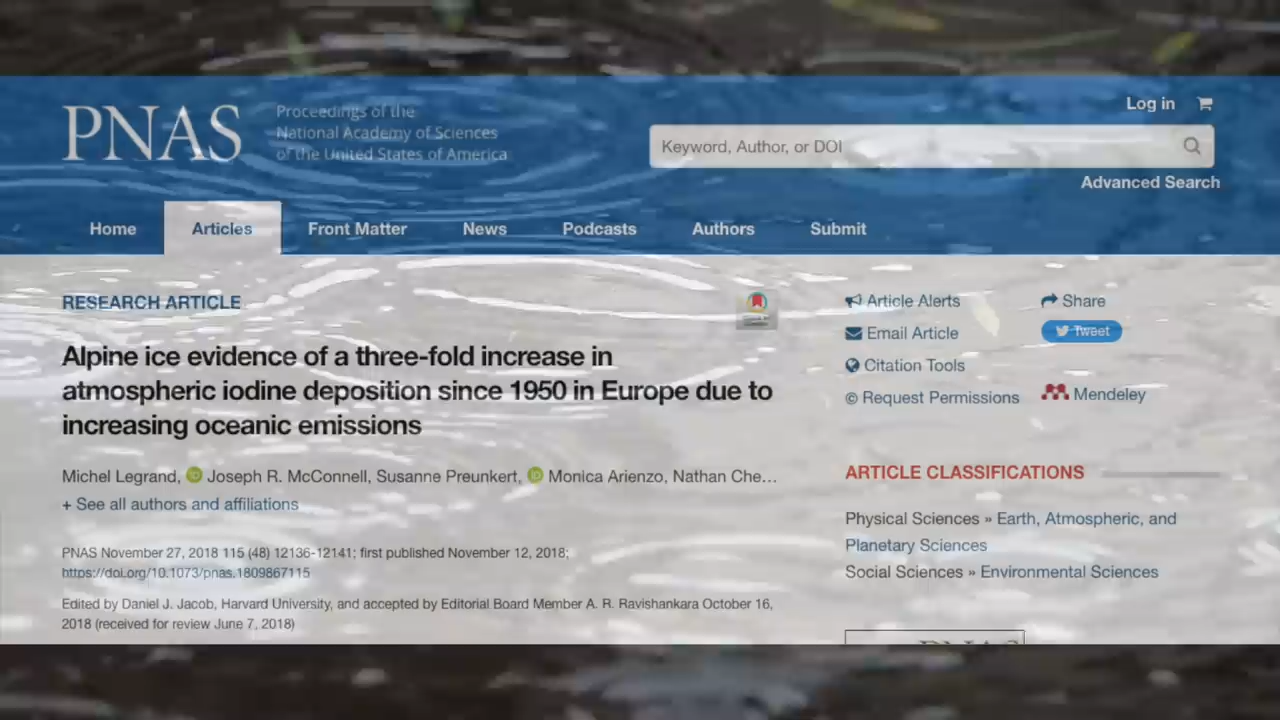 PNAS
Proceedings of the
National Academy of Sciences
of the United States of America
Log in
Keyword, Author, or DOI
Advanced Search
Home Articles Front Matter News Podcasts Authors Submit
RESEARCH ARTICLE
Alpine ice evidence of a three-fold increase in
atmospheric iodine deposition since 1950 in Europe due to
increasing oceanic emissions
Michel Legrand, Joseph R. McConnell, Susanne Preunkert, Monica Arienzo, Nathan Che...
+ See all authors and affiliations
PNAS November 27, 2018 115 (48) 12136-12141; first published November 12, 2018;
https://doi.org/10.1073/pnas.1809867115
Edited by Daniel J. Jacob, Harvard University, and accepted by Editorial Board Member A. R. Ravishankara October 16,
2018 (received for review June 7, 2018)
Article Alerts
Share
Email Article
Tweet
Citation Tools
© Request Permissions
Mendeley
ARTICLE CLASSIFICATIONS
Physical Sciences » Earth, Atmospheric, and
Planetary Sciences
Social Sciences » Environmental Sciences
PNAS